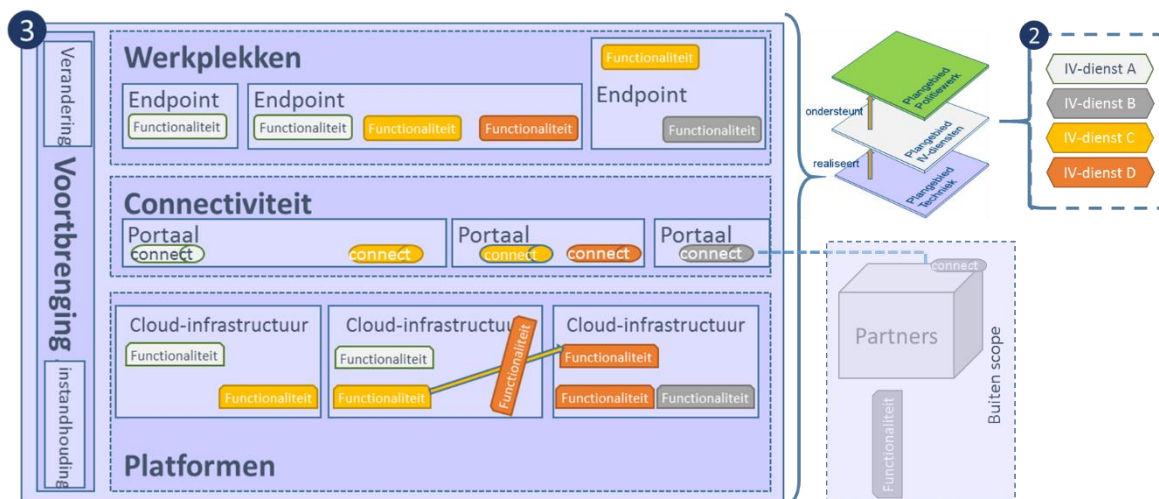 3
Verandering
Voortbrenging
instandhouding
Werkplekken
Endpoint
Functionaliteit
Endpoint
Functionaliteit
Functionaliteit
Functionaliteit
Functionaliteit
Endpoint
Functionaliteit
Connectiviteit
Portaal
connect
connect
Portaal
connect
connect
Portaal
connect
Cloud-infrastructuur
Functionaliteit
Functionaliteit
Cloud-infrastructuur
Functionaliteit
Functionaliteit
Functionaliteit
Cloud-infrastructuur
Functionaliteit
Functionaliteit
Functionaliteit
Platformen
Plangebied
Politiewerk
ondersteunt
Plangebied
IV-diensten
realiseert
Plangebied
Techniek
2
IV-dienst A
IV-dienst B
IV-dienst C
IV-dienst D
connect
Partners
Functionaliteit
Buiten scope